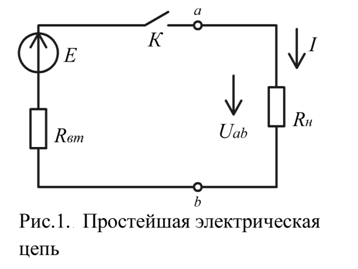 a
K
I
E
Rвт
Uab
Rн
b
Рис.1. Простейшая электрическая
цепь